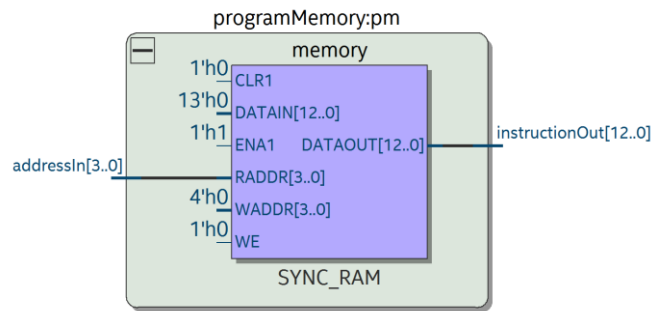 programMemory:pm
memory
1'h0
CLR1
13'h0
DATAIN[12..0]
1'h1
ENA1
DATAOUT[12..0]
instructionOut[12..0]
addressIn[3..0]
RADDR[3..0]
4'h0
WADDR[3..0]
1'h0
WE
SYNC_RAM